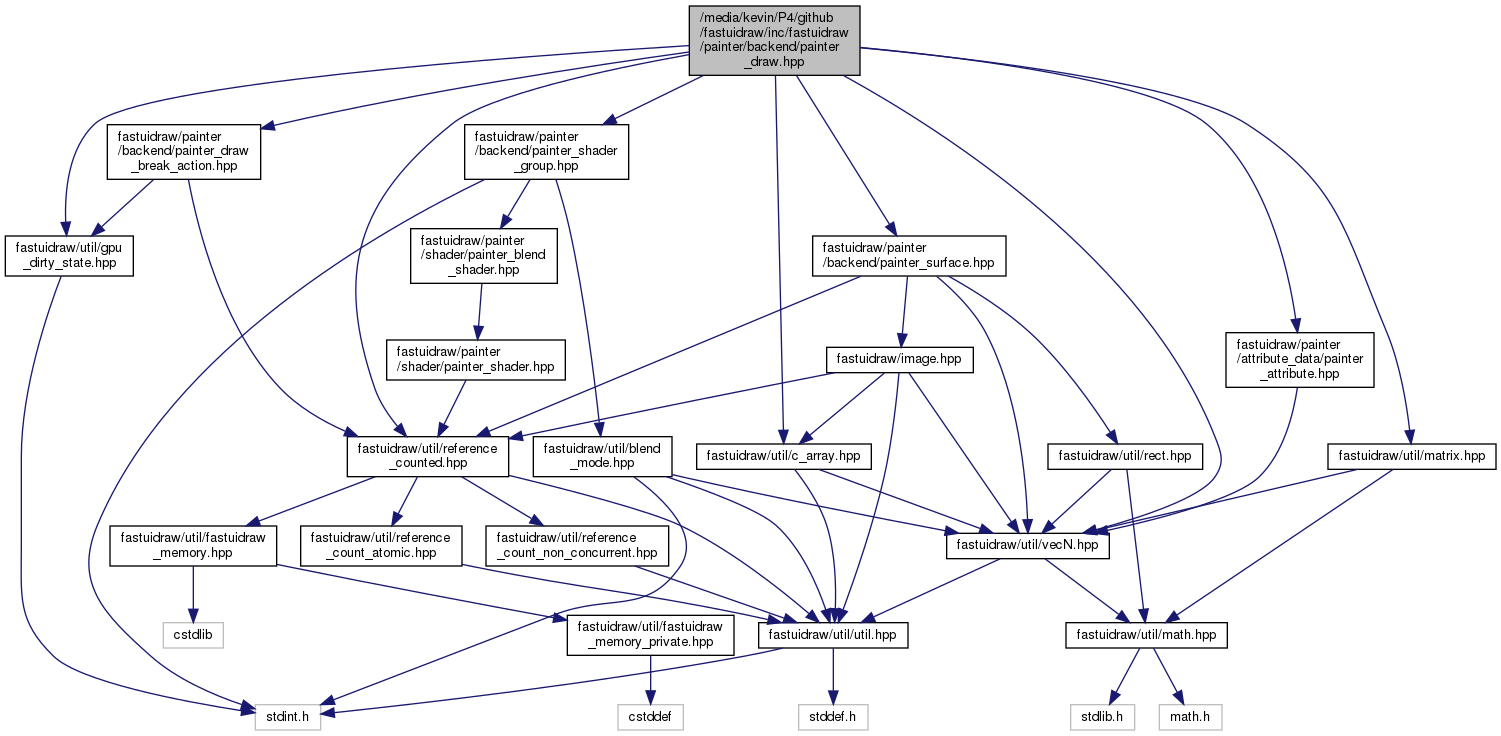 /media/kevin/P4/github
/fastuidraw/inc/fastuidraw
/painter/backend/painter
_draw.hpp
fastuidraw/painter
/backend/painter_draw
_break_action.hpp
fastuidraw/painter
/backend/painter_shader
_group.hpp
fastuidraw/util/gpu
_dirty_state.hpp
fastuidraw/painter
/shader/painter_blend
_shader.hpp
fastuidraw/painter
/backend/painter_surface.hpp
fastuidraw/painter
/shader/painter_shader.hpp
fastuidraw/image.hpp
fastuidraw/painter
/attribute_data/painter
_attribute.hpp
fastuidraw/util/reference
_counted.hpp
fastuidraw/util/blend
_mode.hpp
fastuidraw/util/c_array.hpp
fastuidraw/util/rect.hpp
fastuidraw/util/matrix.hpp
fastuidraw/util/fastuidraw
_memory.hpp
fastuidraw/util/reference
_count_atomic.hpp
fastuidraw/util/reference
_count_non_concurrent.hpp
fastuidraw/util/vecN.hpp
cstdlib
fastuidraw/util/fastuidraw
_memory_private.hpp
fastuidraw/util/util.hpp
fastuidraw/util/math.hpp
stdint.h
cstddef
stddef.h
stdlib.h
math.h